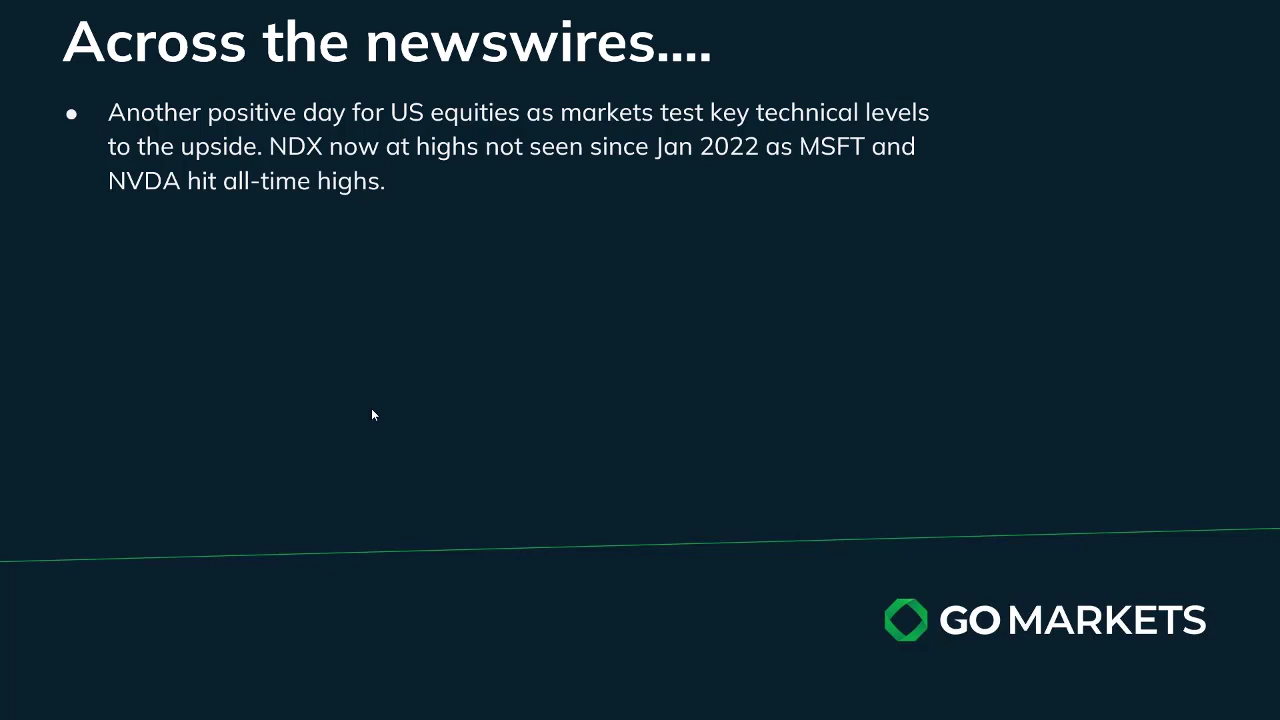 Across the newswires....
● Another positive day for US equities as markets test key technical levels
to the upside. NDX now at highs not seen since Jan 2022 as MSFT and
NVDA hit all-time highs.
GO MARKETS